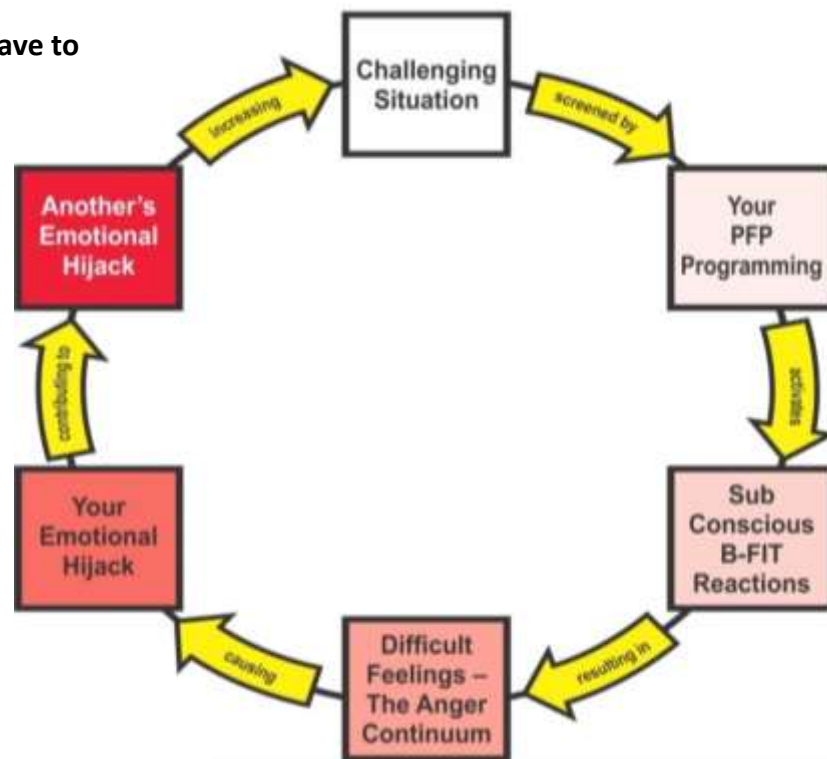 ave to
Challenging
Situation
screened by
Your
PFP
Programming
activates
Sub
Conscious
B-FIT
Reactions
resulting in
Difficult
Feelings –
The Anger
Continuum
causing
Your
Emotional
Hijack
contributing to
Another's
Emotional
Hijack
increasing